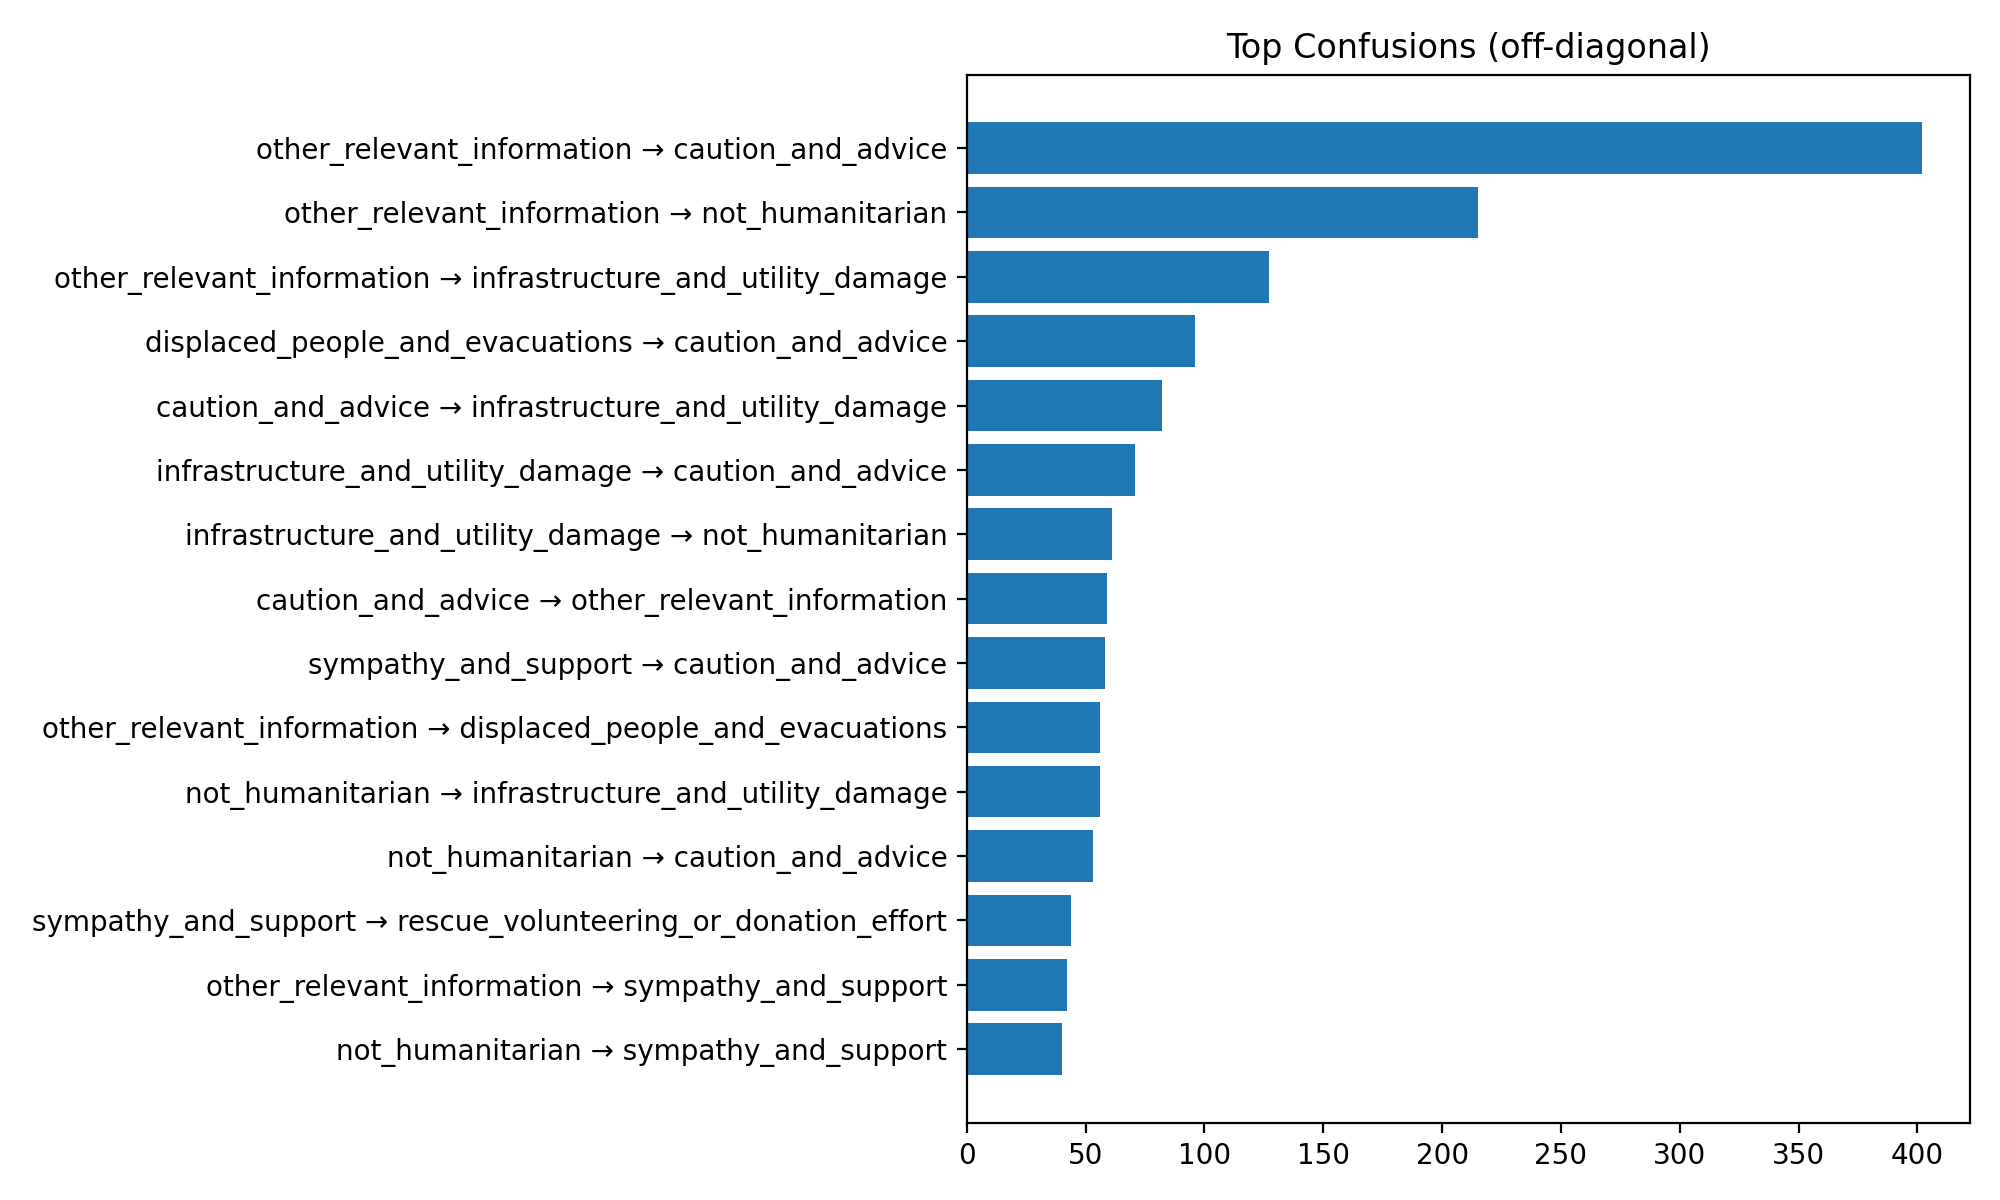 Top Confusions (off-diagonal)
other_relevant_information → caution_and_advice
other_relevant_information → not_humanitarian
other_relevant_information → infrastructure_and_utility_damage
displaced_people_and_evacuations → caution_and_advice
caution_and_advice → infrastructure_and_utility_damage
infrastructure_and_utility_damage → caution_and_advice
infrastructure_and_utility_damage → not_humanitarian
caution_and_advice → other_relevant_information
sympathy_and_support → caution_and_advice
other_relevant_information → displaced_people_and_evacuations
not_humanitarian → infrastructure_and_utility_damage
not_humanitarian → caution_and_advice
sympathy_and_support → rescue_volunteering_or_donation_effort
other_relevant_information → sympathy_and_support
not_humanitarian → sympathy_and_support
0 50 100 150 200 250 300 350 400